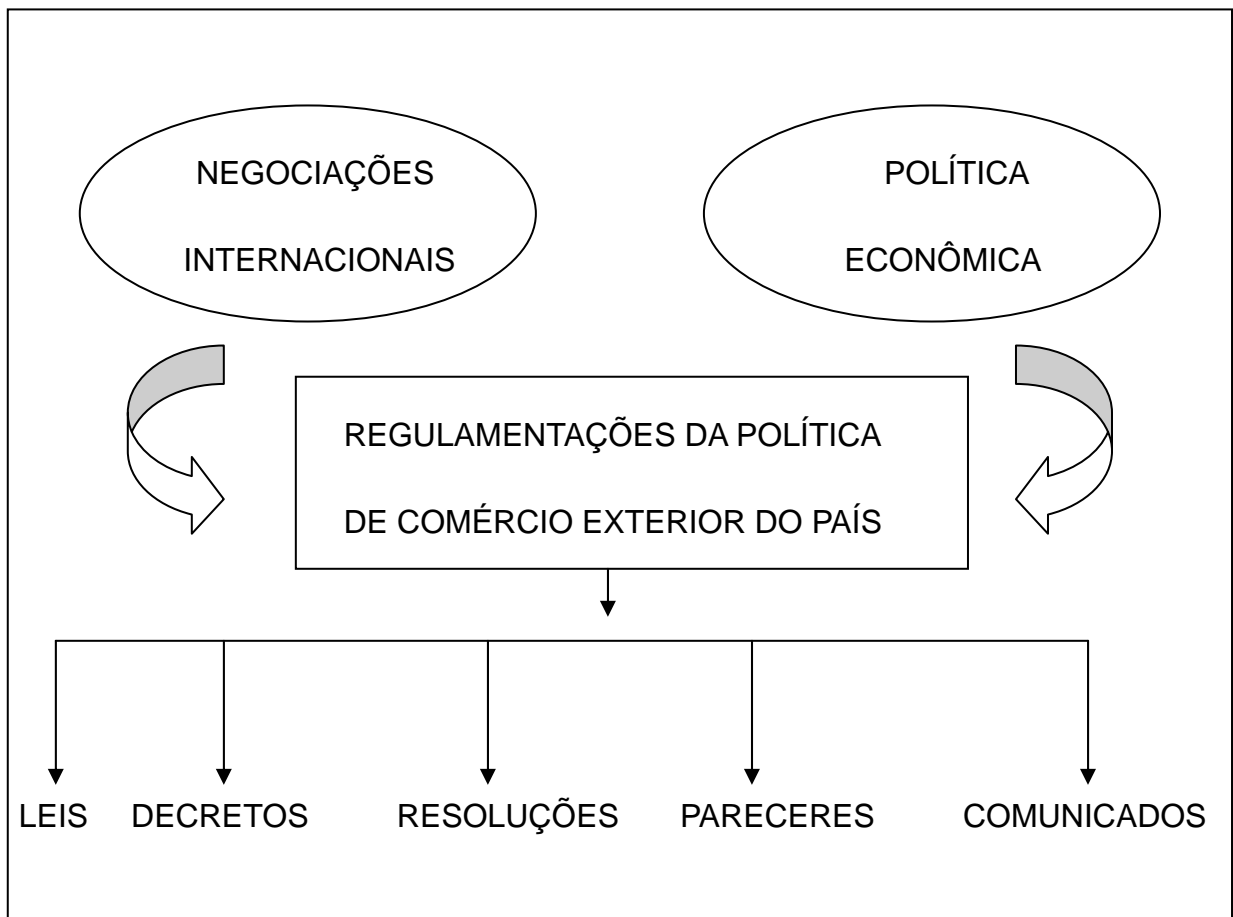 NEGOCIAÇÕES
INTERNACIONAIS
POLÍTICA
ECONÔMICA
REGULAMENTAÇÕES DA POLÍTICA
DE COMÉRCIO EXTERIOR DO PAÍS
LEIS
DECRETOS
RESOLUÇÕES
PARECERES
COMUNICADOS